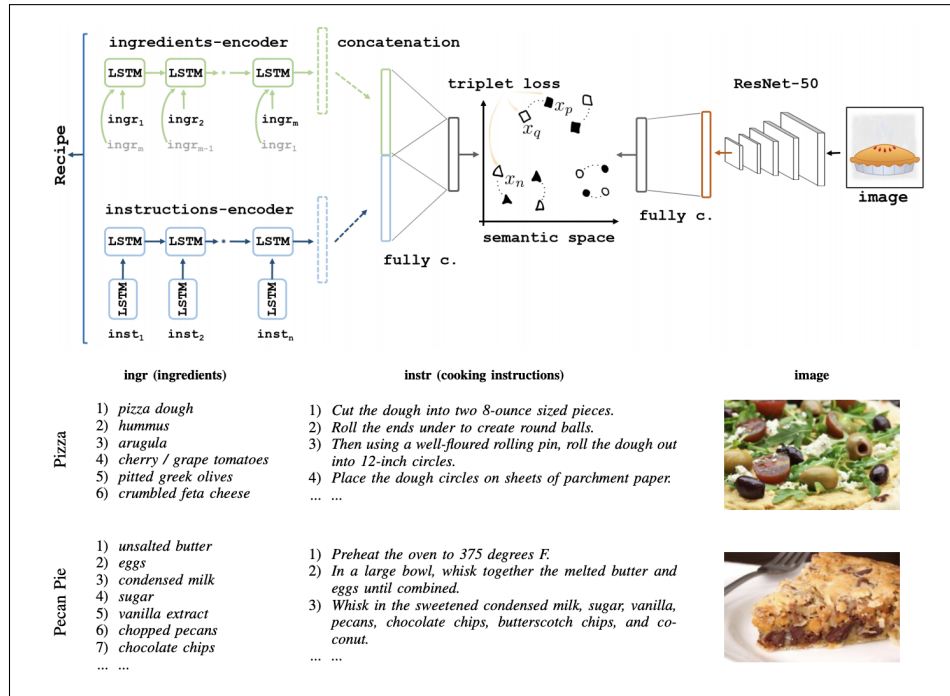 ingredients-encoder
concatenation
LSTM LSTM LSTM
ingr1 ingr2 ingrm
ingrm ingrm-1 ingr1
Recipe
instructions-encoder
LSTM LSTM LSTM
LSTM LSTM LSTM
inst1 inst2 instn
fully c.
triplet loss
xp
xq
xn
semantic space
ResNet-50
fully c.
image
ingr (ingredients)
instr (cooking instructions)
image
Pizza
1) pizza dough
2) hummus
3) arugula
4) cherry / grape tomatoes
5) pitted greek olives
6) crumbled feta cheese
1) Cut the dough into two 8-ounce sized pieces.
2) Roll the ends under to create round balls.
3) Then using a well-floured rolling pin, roll the dough out
into 12-inch circles.
4) Place the dough circles on sheets of parchment paper.
... ...
Pecan Pie
1) unsalted butter
2) eggs
3) condensed milk
4) sugar
5) vanilla extract
6) chopped pecans
7) chocolate chips
... ...
1) Preheat the oven to 375 degrees F.
2) In a large bowl, whisk together the melted butter and
eggs until combined.
3) Whisk in the sweetened condensed milk, sugar, vanilla,
pecans, chocolate chips, butterscotch chips, and co-
conut.
... ...